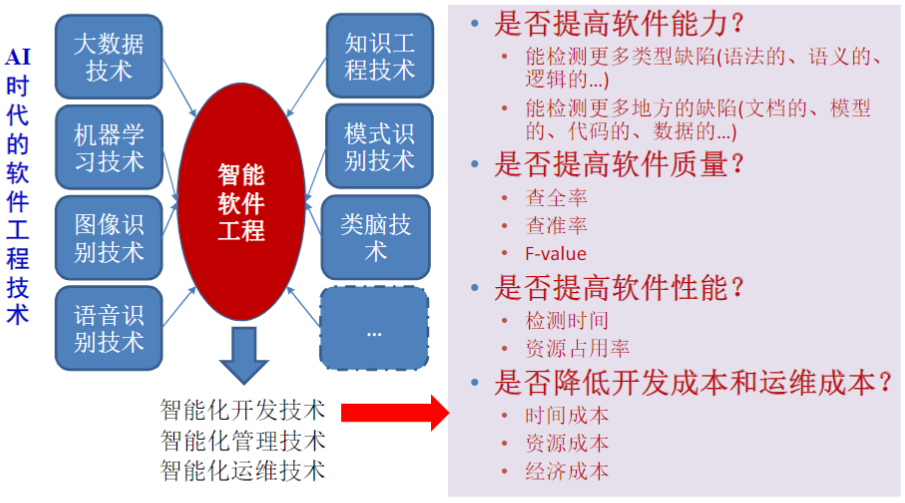 AI时代的软件工程技术
大数据
技术
机器学
习技术
图像识
别技术
语音识
别技术
智能
软件
工程
知识工
程技术
模式识
别技术
类脑技
术
...
智能化开发技术
智能化管理技术
智能化运维技术
• 是否提高软件能力？
• 能检测更多类型缺陷(语法的、语义的、
逻辑的...)
• 能检测更多地方的缺陷(文档的、模型
的、代码的、数据的...)
• 是否提高软件质量？
• 查全率
• 查准率
• F-value
• 是否提高软件性能？
• 检测时间
• 资源占用率
• 是否降低开发成本和运维成本？
• 时间成本
• 资源成本
• 经济成本